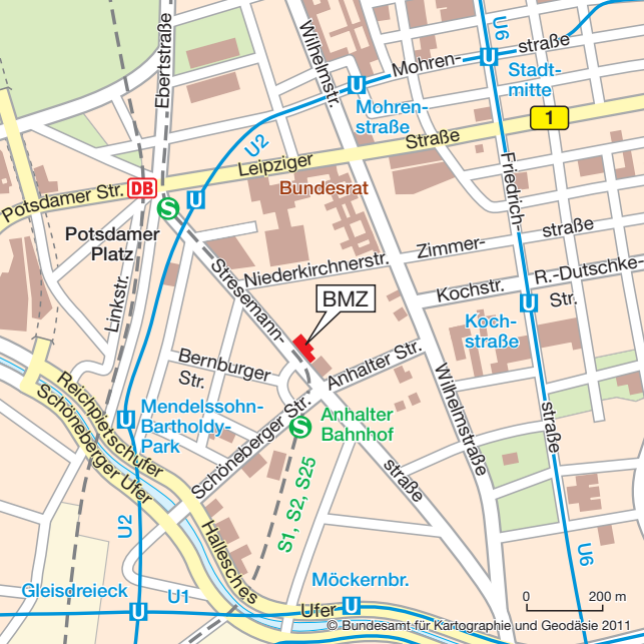 U6
Mohren-
straße
Wilhelmstr.
Ebertstraße
U
U
Stadt-
mitte
Mohren-
straße
1
U2
Leipziger
Straße
Friedrich-
Potsdamer Str.
DB
Bundesrat
U
S
Potsdamer
Platz
Zimmer-
straße
Niederkirchnerstr.
R.-Dutschke-
Str.
Kochstr.
Linkstr.
Stresemann-
BMZ
U
Koch-
straße
Bernburger
Str.
Anhalter Str.
Wilhelmstraße
Reichpietschufer
Schöneberger Ufer
U
Mendelssohn-
Bartholdy-
Park
Schöneberger Str.
Anhalter
Bahnhof
S
straße
straße
S1, S2, S25
U2
Hallesches
U6
Gleisdreieck
U1
U
Möckernbr.
U
Ufer
0
200 m
© Bundesamt für Kartographie und Geodäsie 2011